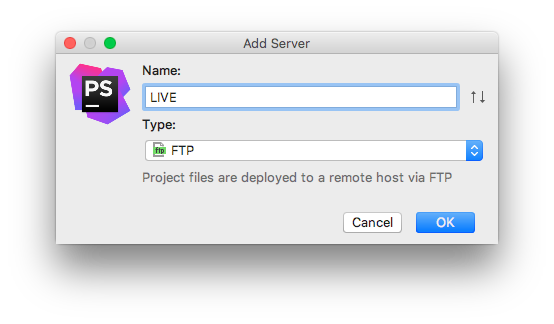 Add Server
PS
Name:
LIVE
Type:
ftp FTP
Project files are deployed to a remote host via FTP
Cancel
OK